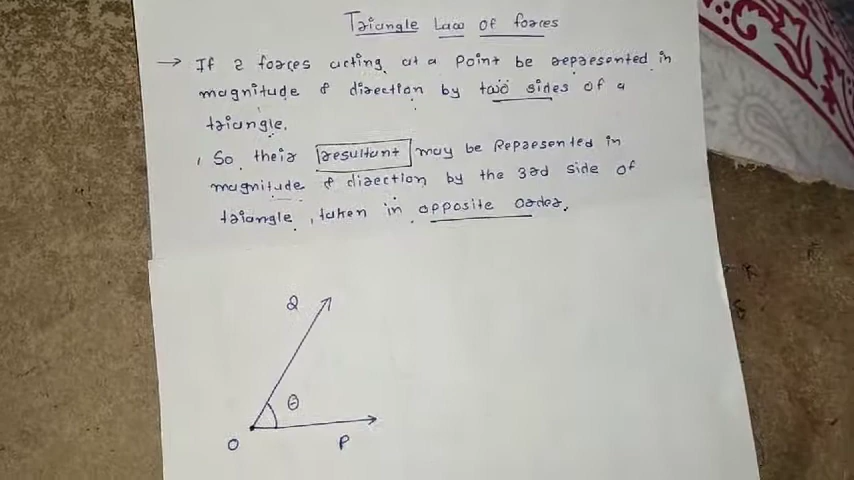 Triangle Law of forces
→ If 2 forces acting at a point be represented in
magnitude & direction by two sides of a
triangle.
So their resultant may be Represented in
magnitude & direction, by the 3rd side of
triangle, taken in opposite order.
Q
θ
O
P